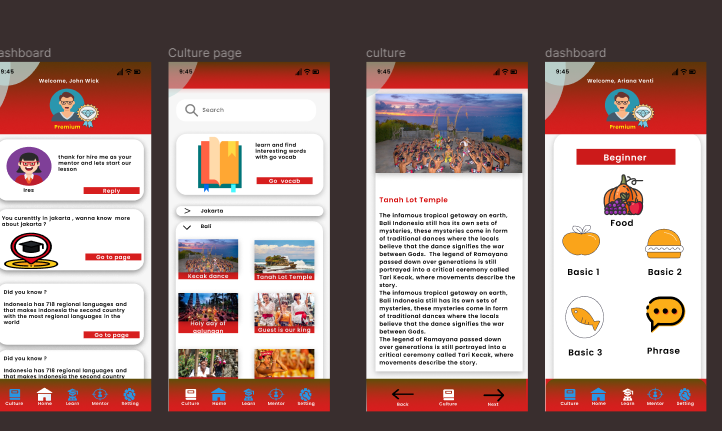 ashboard
9:45
Welcome, John Wick
Premium
thank for hire me as your
mentor and lets start our
lesson
Ires
Reply
You curenttly in jakarta , wanna know more
about jakarta ?
Go to page
Did you know ?
Indonesia has 718 regional languages and
that makes Indonesia the second country
with the most regional languages in the
world
Go to page
Did you know ?
Indonesia has 718 regional languages and
that makes Indonesia the second country
Culture
Home
Learn
Mentor
Setting
Culture page
9:45
Search
learn and find
interesting words
with go vocab
Go vocab
> Jakarta
Bali
Kecak dance
Tanah Lot Temple
Holy day of
galungan
Guest is our king
Culture
Home
Learn
Mentor
Setting
culture
9:45
Tanah Lot Temple
The infamous tropical getaway on earth,
Bali Indonesia still has its own sets of
mysteries, these mysteries come in form
of traditional dances where the locals
believe that the dance signifies the war
between Gods. The legend of Ramayana
passed down over generations is still
portrayed into a critical ceremony called
Tari Kecak, where movements describe the
story.
The infamous tropical getaway on earth,
Bali Indonesia still has its own sets of
mysteries, these mysteries come in form
of traditional dances where the locals
believe that the dance signifies the war
between Gods.
The legend of Ramayana passed down
over generations is still portrayed into a
critical ceremony called Tari Kecak, where
movements describe the story.
Back
Culture
Next
dashboard
9:45
Welcome, Ariana Venti
Premium
Beginner
Food
Basic 1
Basic 2
Basic 3
Phrase
Culture
Home
Learn
Mentor
Setting